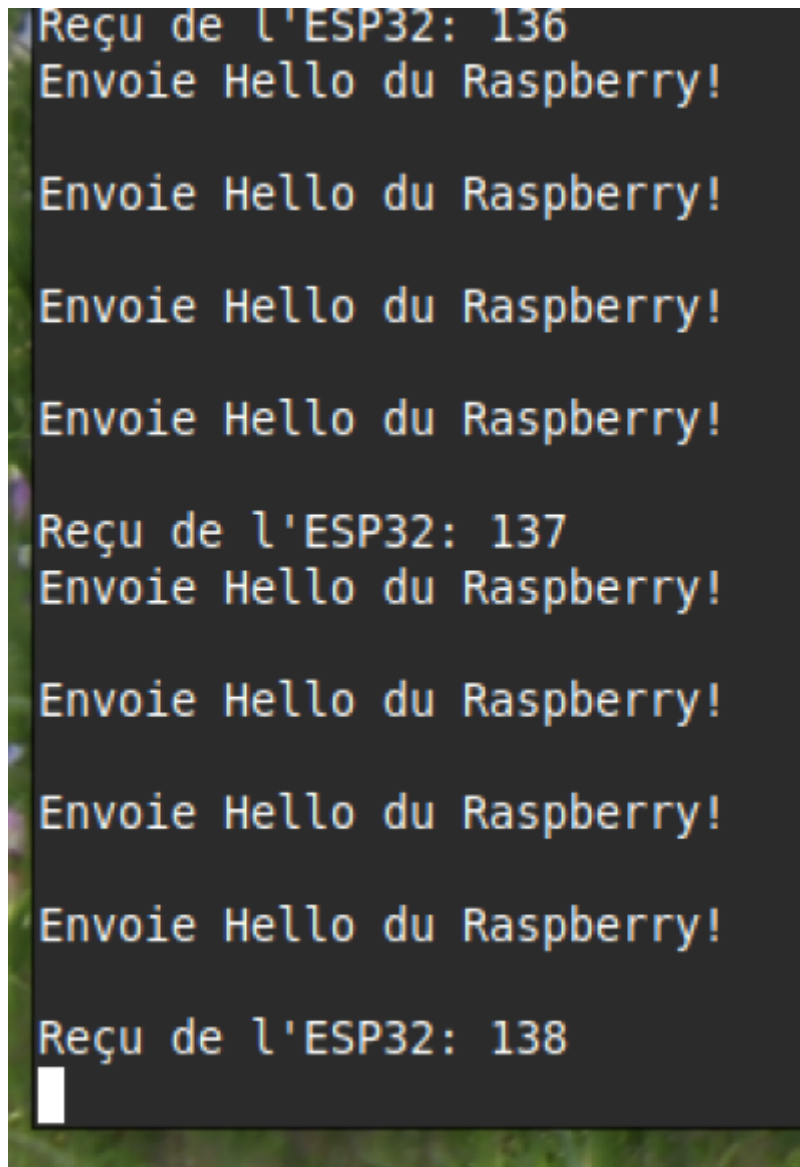 Reçu de l'ESP32: 136
Envoie Hello du Raspberry!
Envoie Hello du Raspberry!
Envoie Hello du Raspberry!
Envoie Hello du Raspberry!
Reçu de l'ESP32: 137
Envoie Hello du Raspberry!
Envoie Hello du Raspberry!
Envoie Hello du Raspberry!
Envoie Hello du Raspberry!
Reçu de l'ESP32: 138